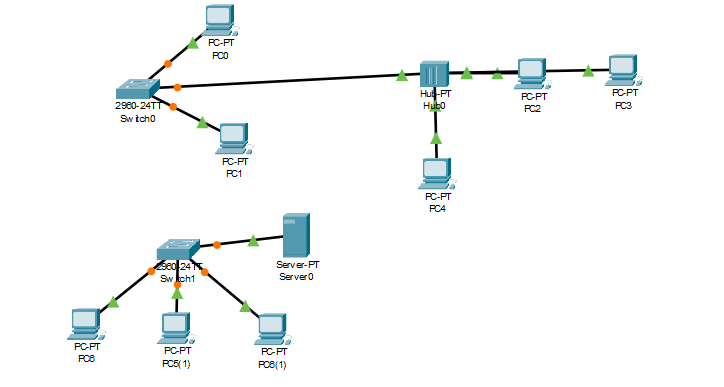 PC-PT
PC0
2960-24TT
Switch0
PC-PT
PC1
Hub-PT
Hub0
PC-PT
PC2
PC-PT
PC3
PC-PT
PC4
2960-24TT
Switch1
Server-PT
Server0
PC-PT
PC6
PC-PT
PC5(1)
PC-PT
PC6(1)